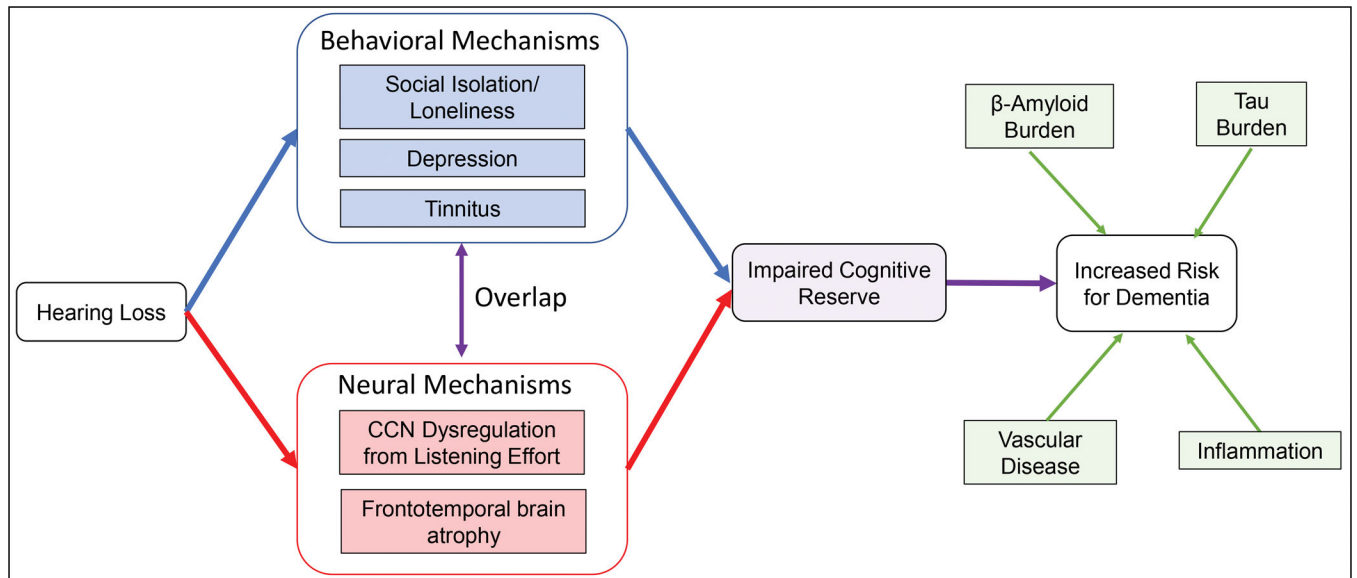 Behavioral Mechanisms
Social Isolation/
Loneliness
Depression
Tinnitus
Overlap
Hearing Loss
Neural Mechanisms
CCN Dysregulation
from Listening Effort
Frontotemporal brain
atrophy
Impaired Cognitive
Reserve
β-Amyloid
Burden
Tau
Burden
Increased Risk
for Dementia
Vascular
Disease
Inflammation